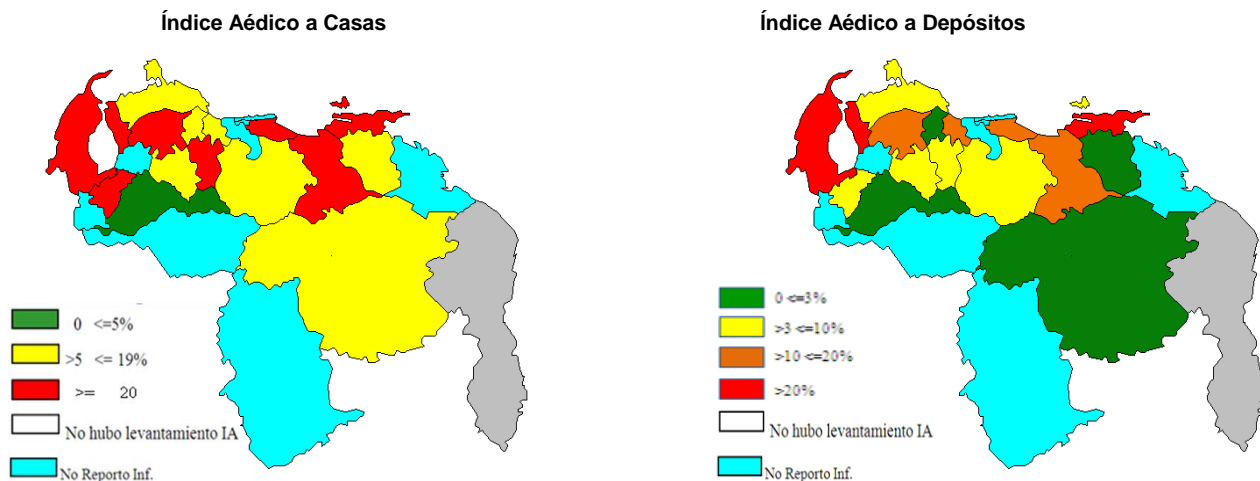 Índice Aédico a Casas
Índice Aédico a Depósitos
0 <=5%
>5 <= 19%
>= 20
No hubo levantamiento IA
No Reporto Inf.
0 <=3%
>3 <=10%
>10 <=20%
>20%
No hubo levantamiento IA
No Reporto Inf.